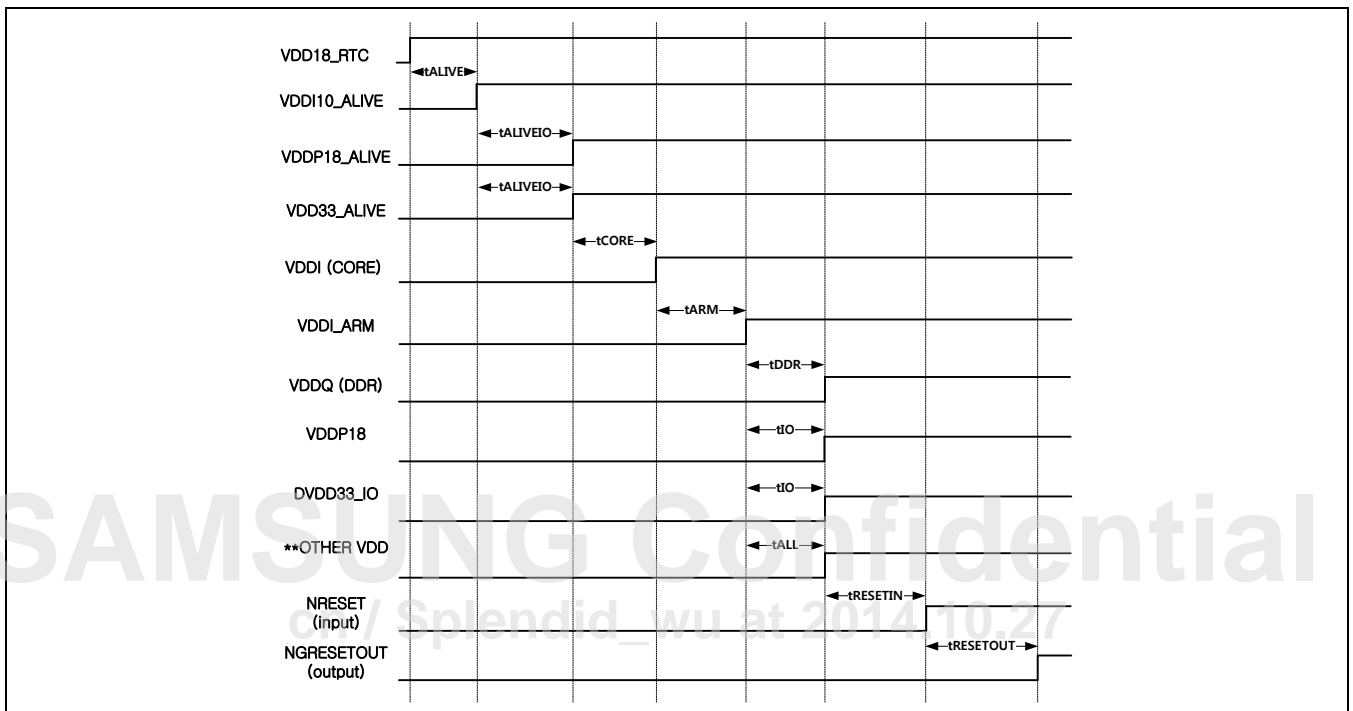 VDD18_RTC
tALIVE
VDDI10_ALIVE
tALIVEIO
VDDP18_ALIVE
tALIVEIO
VDD33_ALIVE
tCORE
VDDI (CORE)
tARM
VDDI_ARM
tDDR
VDDQ (DDR)
tIO
VDDP18
tIO
DVDD33_IO
SAMSUNG Confidential
tALL
**OTHER VDD
tRESETIN
NRESET
(input)
cn / Splendid_wu at 2014.10.27
tRESETOUT
NGRESETOUT
(output)